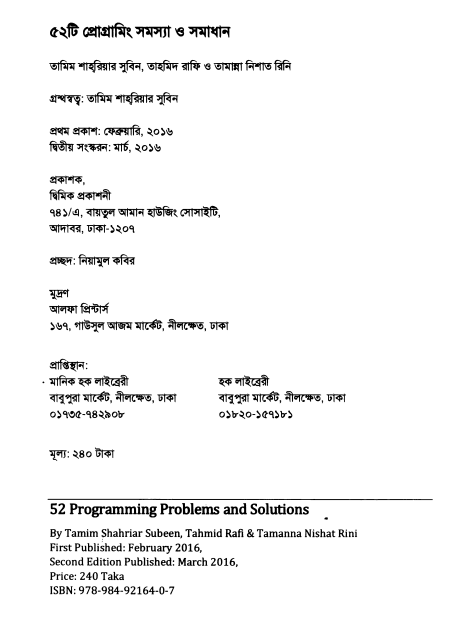 ৫২টি প্রোগ্রামিং সমস্যা ও সমাধান
তামিম শাহ্‌রিয়ার সুবিন, তাহমিদ রাফি ও তামান্না নিশাত রিনি
গ্রন্থস্বত্ব: তামিম শাহ্‌রিয়ার সুবিন
প্রথম প্রকাশ: ফেব্রুয়ারি, ২০১৬
দ্বিতীয় সংস্করন: মার্চ, ২০১৬
প্রকাশক,
দ্বিমিক প্রকাশনী
৭৪১/এ, বায়তুল আমান হাউজিং সোসাইটি,
আদাবর, ঢাকা-১২০৭
প্রচ্ছদ: নিয়ামুল কবির
মুদ্রণ
আলফা প্রিন্টার্স
১৬৭, গাউসুল আজম মার্কেট, নীলক্ষেত, ঢাকা
প্রাপ্তিস্থান:
মানিক হক লাইব্রেরী
বাবুপুরা মার্কেট, নীলক্ষেত, ঢাকা
০১৭৩৫-৭৪২৯০৮
হক লাইব্রেরী
বাবুপুরা মার্কেট, নীলক্ষেত, ঢাকা
০১৮২০-১৫৭১৮১
মূল্য: ২৪০ টাকা
52 Programming Problems and Solutions
By Tamim Shahriar Subeen, Tahmid Rafi & Tamanna Nishat Rini
First Published: February 2016,
Second Edition Published: March 2016,
Price: 240 Taka
ISBN: 978-984-92164-0-7